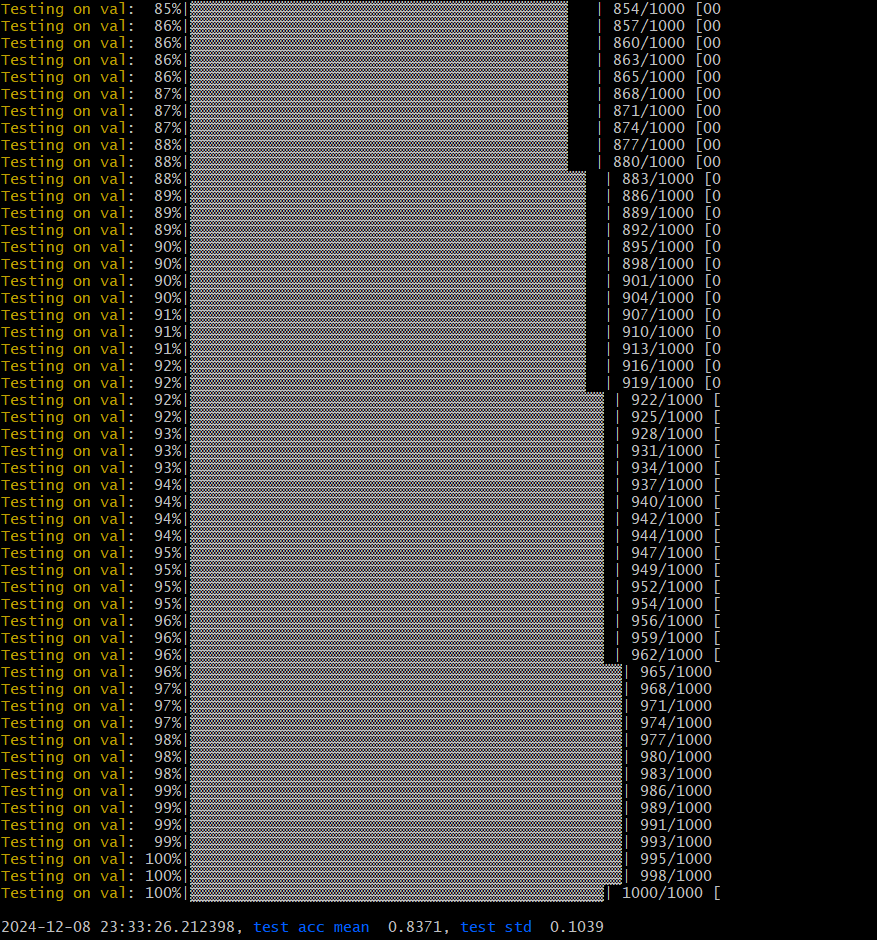 Testing on val:  85%| | 854/1000 [00
Testing on val:  86%| | 857/1000 [00
Testing on val:  86%| | 860/1000 [00
Testing on val:  86%| | 863/1000 [00
Testing on val:  86%| | 865/1000 [00
Testing on val:  87%| | 868/1000 [00
Testing on val:  87%| | 871/1000 [00
Testing on val:  87%| | 874/1000 [00
Testing on val:  88%| | 877/1000 [00
Testing on val:  88%| | 880/1000 [00
Testing on val:  88%| | 883/1000 [0
Testing on val:  89%| | 886/1000 [0
Testing on val:  89%| | 889/1000 [0
Testing on val:  89%| | 892/1000 [0
Testing on val:  90%| | 895/1000 [0
Testing on val:  90%| | 898/1000 [0
Testing on val:  90%| | 901/1000 [0
Testing on val:  90%| | 904/1000 [0
Testing on val:  91%| | 907/1000 [0
Testing on val:  91%| | 910/1000 [0
Testing on val:  91%| | 913/1000 [0
Testing on val:  92%| | 916/1000 [0
Testing on val:  92%| | 919/1000 [0
Testing on val:  92%| | 922/1000 [
Testing on val:  92%| | 925/1000 [
Testing on val:  93%| | 928/1000 [
Testing on val:  93%| | 931/1000 [
Testing on val:  93%| | 934/1000 [
Testing on val:  94%| | 937/1000 [
Testing on val:  94%| | 940/1000 [
Testing on val:  94%| | 942/1000 [
Testing on val:  94%| | 944/1000 [
Testing on val:  95%| | 947/1000 [
Testing on val:  95%| | 949/1000 [
Testing on val:  95%| | 952/1000 [
Testing on val:  95%| | 954/1000 [
Testing on val:  96%| | 956/1000 [
Testing on val:  96%| | 959/1000 [
Testing on val:  96%| | 962/1000 [
Testing on val:  96%| | 965/1000
Testing on val:  97%| | 968/1000
Testing on val:  97%| | 971/1000
Testing on val:  97%| | 974/1000
Testing on val:  98%| | 977/1000
Testing on val:  98%| | 980/1000
Testing on val:  98%| | 983/1000
Testing on val:  99%| | 986/1000
Testing on val:  99%| | 989/1000
Testing on val:  99%| | 991/1000
Testing on val:  99%| | 993/1000
Testing on val: 100%| | 995/1000
Testing on val: 100%| | 998/1000
Testing on val: 100%| | 1000/1000 [
2024-12-08 23:33:26.212398, test acc mean  0.8371, test std  0.1039